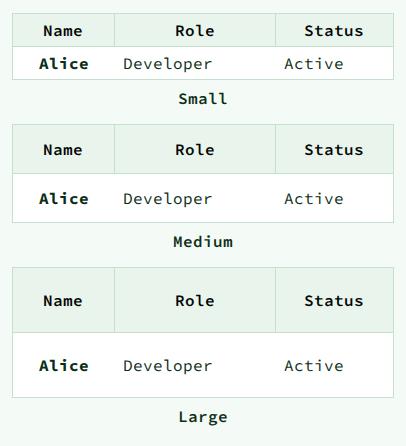 Name Role Status
Alice Developer Active
Small
Name Role Status
Alice Developer Active
Medium
Name Role Status
Alice Developer Active
Large